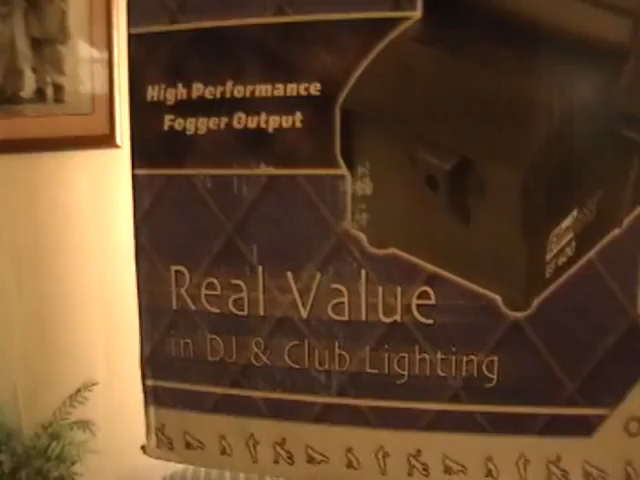 High Performance
Fogger Output
Real Value
in DJ & Club Lighting